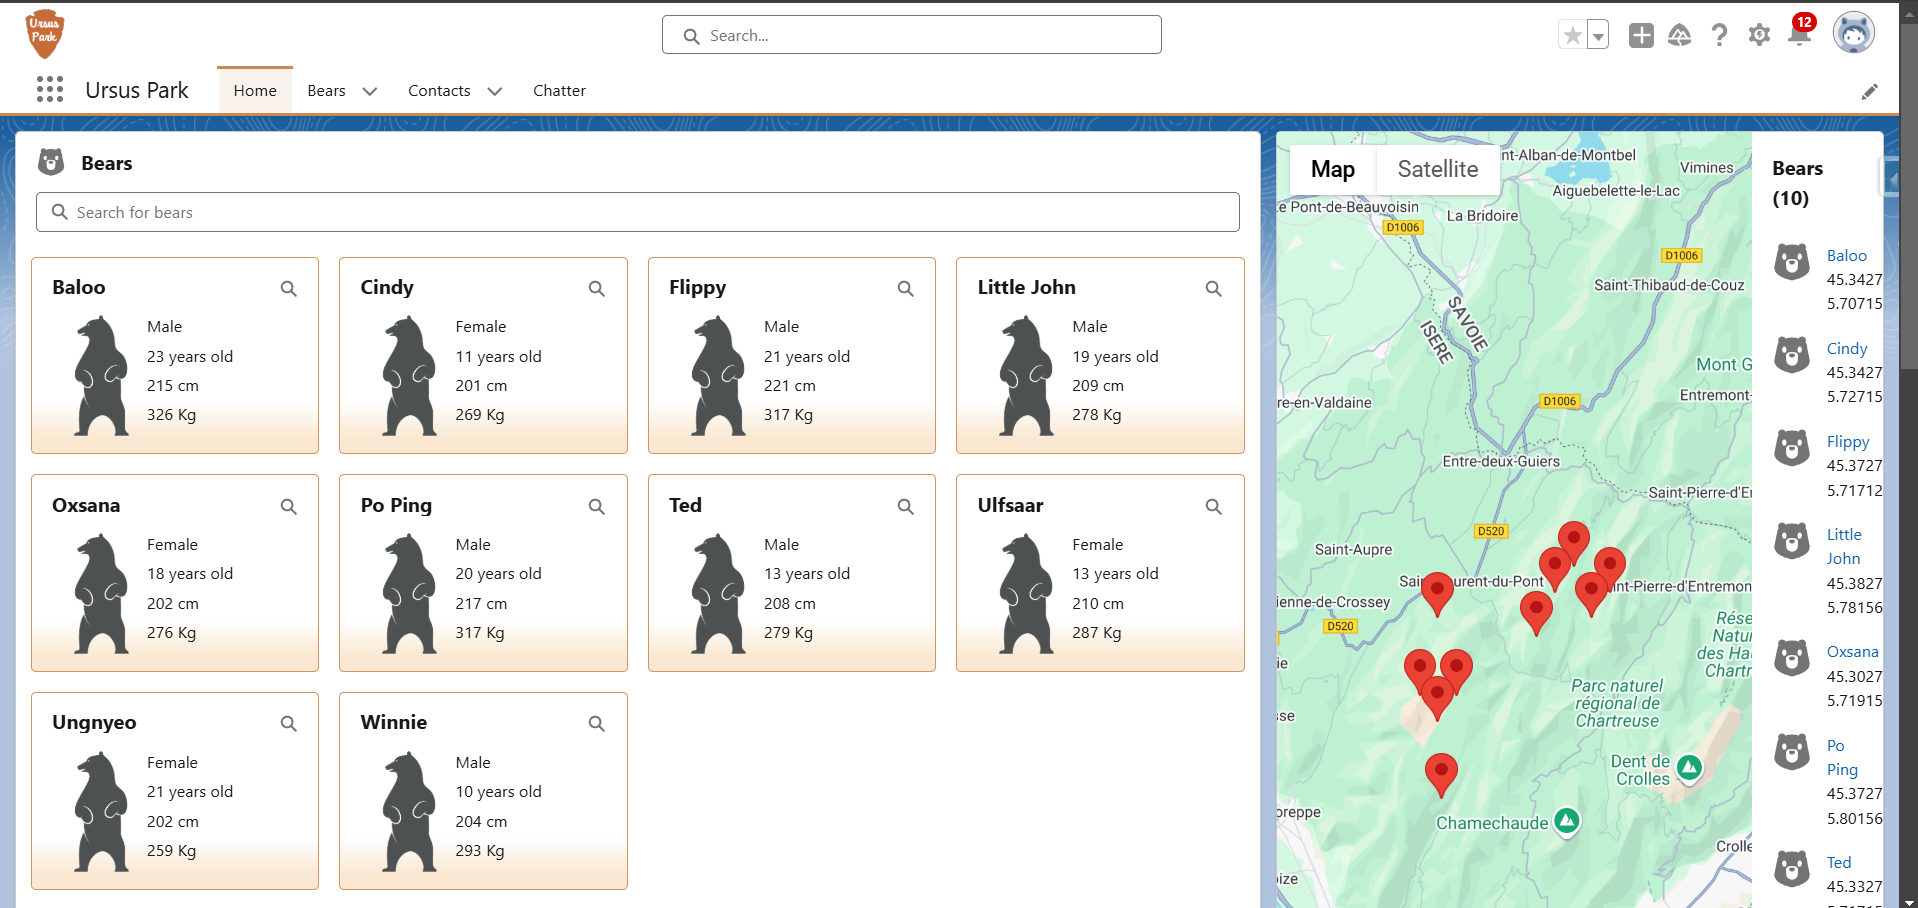 Ursus
Park
Search...
12
Ursus Park
Home
Bears
Contacts
Chatter
Bears
Search for bears
Baloo
Male
23 years old
215 cm
326 Kg
Cindy
Female
11 years old
201 cm
269 Kg
Flippy
Male
21 years old
221 cm
317 Kg
Little John
Male
19 years old
209 cm
278 Kg
Oxsana
Female
18 years old
202 cm
276 Kg
Po Ping
Male
20 years old
217 cm
317 Kg
Ted
Male
13 years old
208 cm
279 Kg
Ulfsaar
Female
13 years old
210 cm
287 Kg
Ungnyeo
Female
21 years old
202 cm
259 Kg
Winnie
Male
10 years old
204 cm
293 Kg
Map
Satellite
nt-Alban-de-Montbel
Vimines
Aiguebelette-le-Lac
Le Pont-de-Beauvoisin
La Bridoire
D1006
D1006
Saint-Thibaud-de-Couz
SAVOIE
ISÈRE
Mont G
Entremont-
re-en-Valdaine
D1006
Entre-deux-Guiers
Saint-Pierre-d'Er
D520
Saint-Aupre
urent-du-Pont
int-Pierre-d'Entremon
ienne-de-Crossey
D520
Rése
Natur
des Ha
Chartr
ie
Parc naturel
régional de
Chartreuse
sse
Dent de
Crolles
oreppe
Chamechaude
Crolle
ize
Bears
(10)
Baloo
45.3427
5.70715
Cindy
45.3427
5.72715
Flippy
45.3727
5.71712
Little
John
45.3827
5.78156
Oxsana
45.3027
5.71915
Po
Ping
45.3727
5.80156
Ted
45.3327